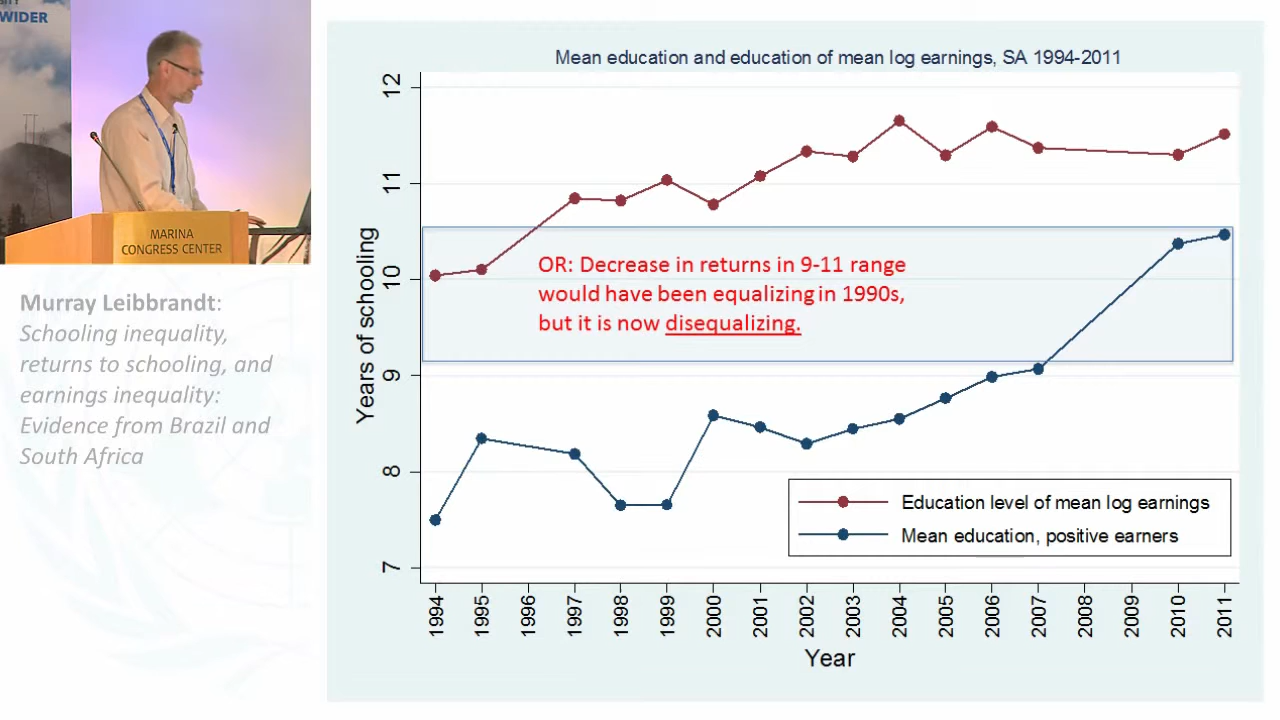 WIDER
MARINA
CONGRESS CENTER
Murray Leibbrandt:
Schooling inequality,
returns to schooling, and
earnings inequality:
Evidence from Brazil and
South Africa
Mean education and education of mean log earnings, SA 1994-2011
Years of schooling
12
11
10
9
8
7
OR: Decrease in returns in 9-11 range
would have been equalizing in 1990s,
but it is now disequalizing.
Education level of mean log earnings
Mean education, positive earners
1994 1995 1996 1997 1998 1999 2000 2001 2002 2003 2004 2005 2006 2007 2008 2009 2010 2011
Year